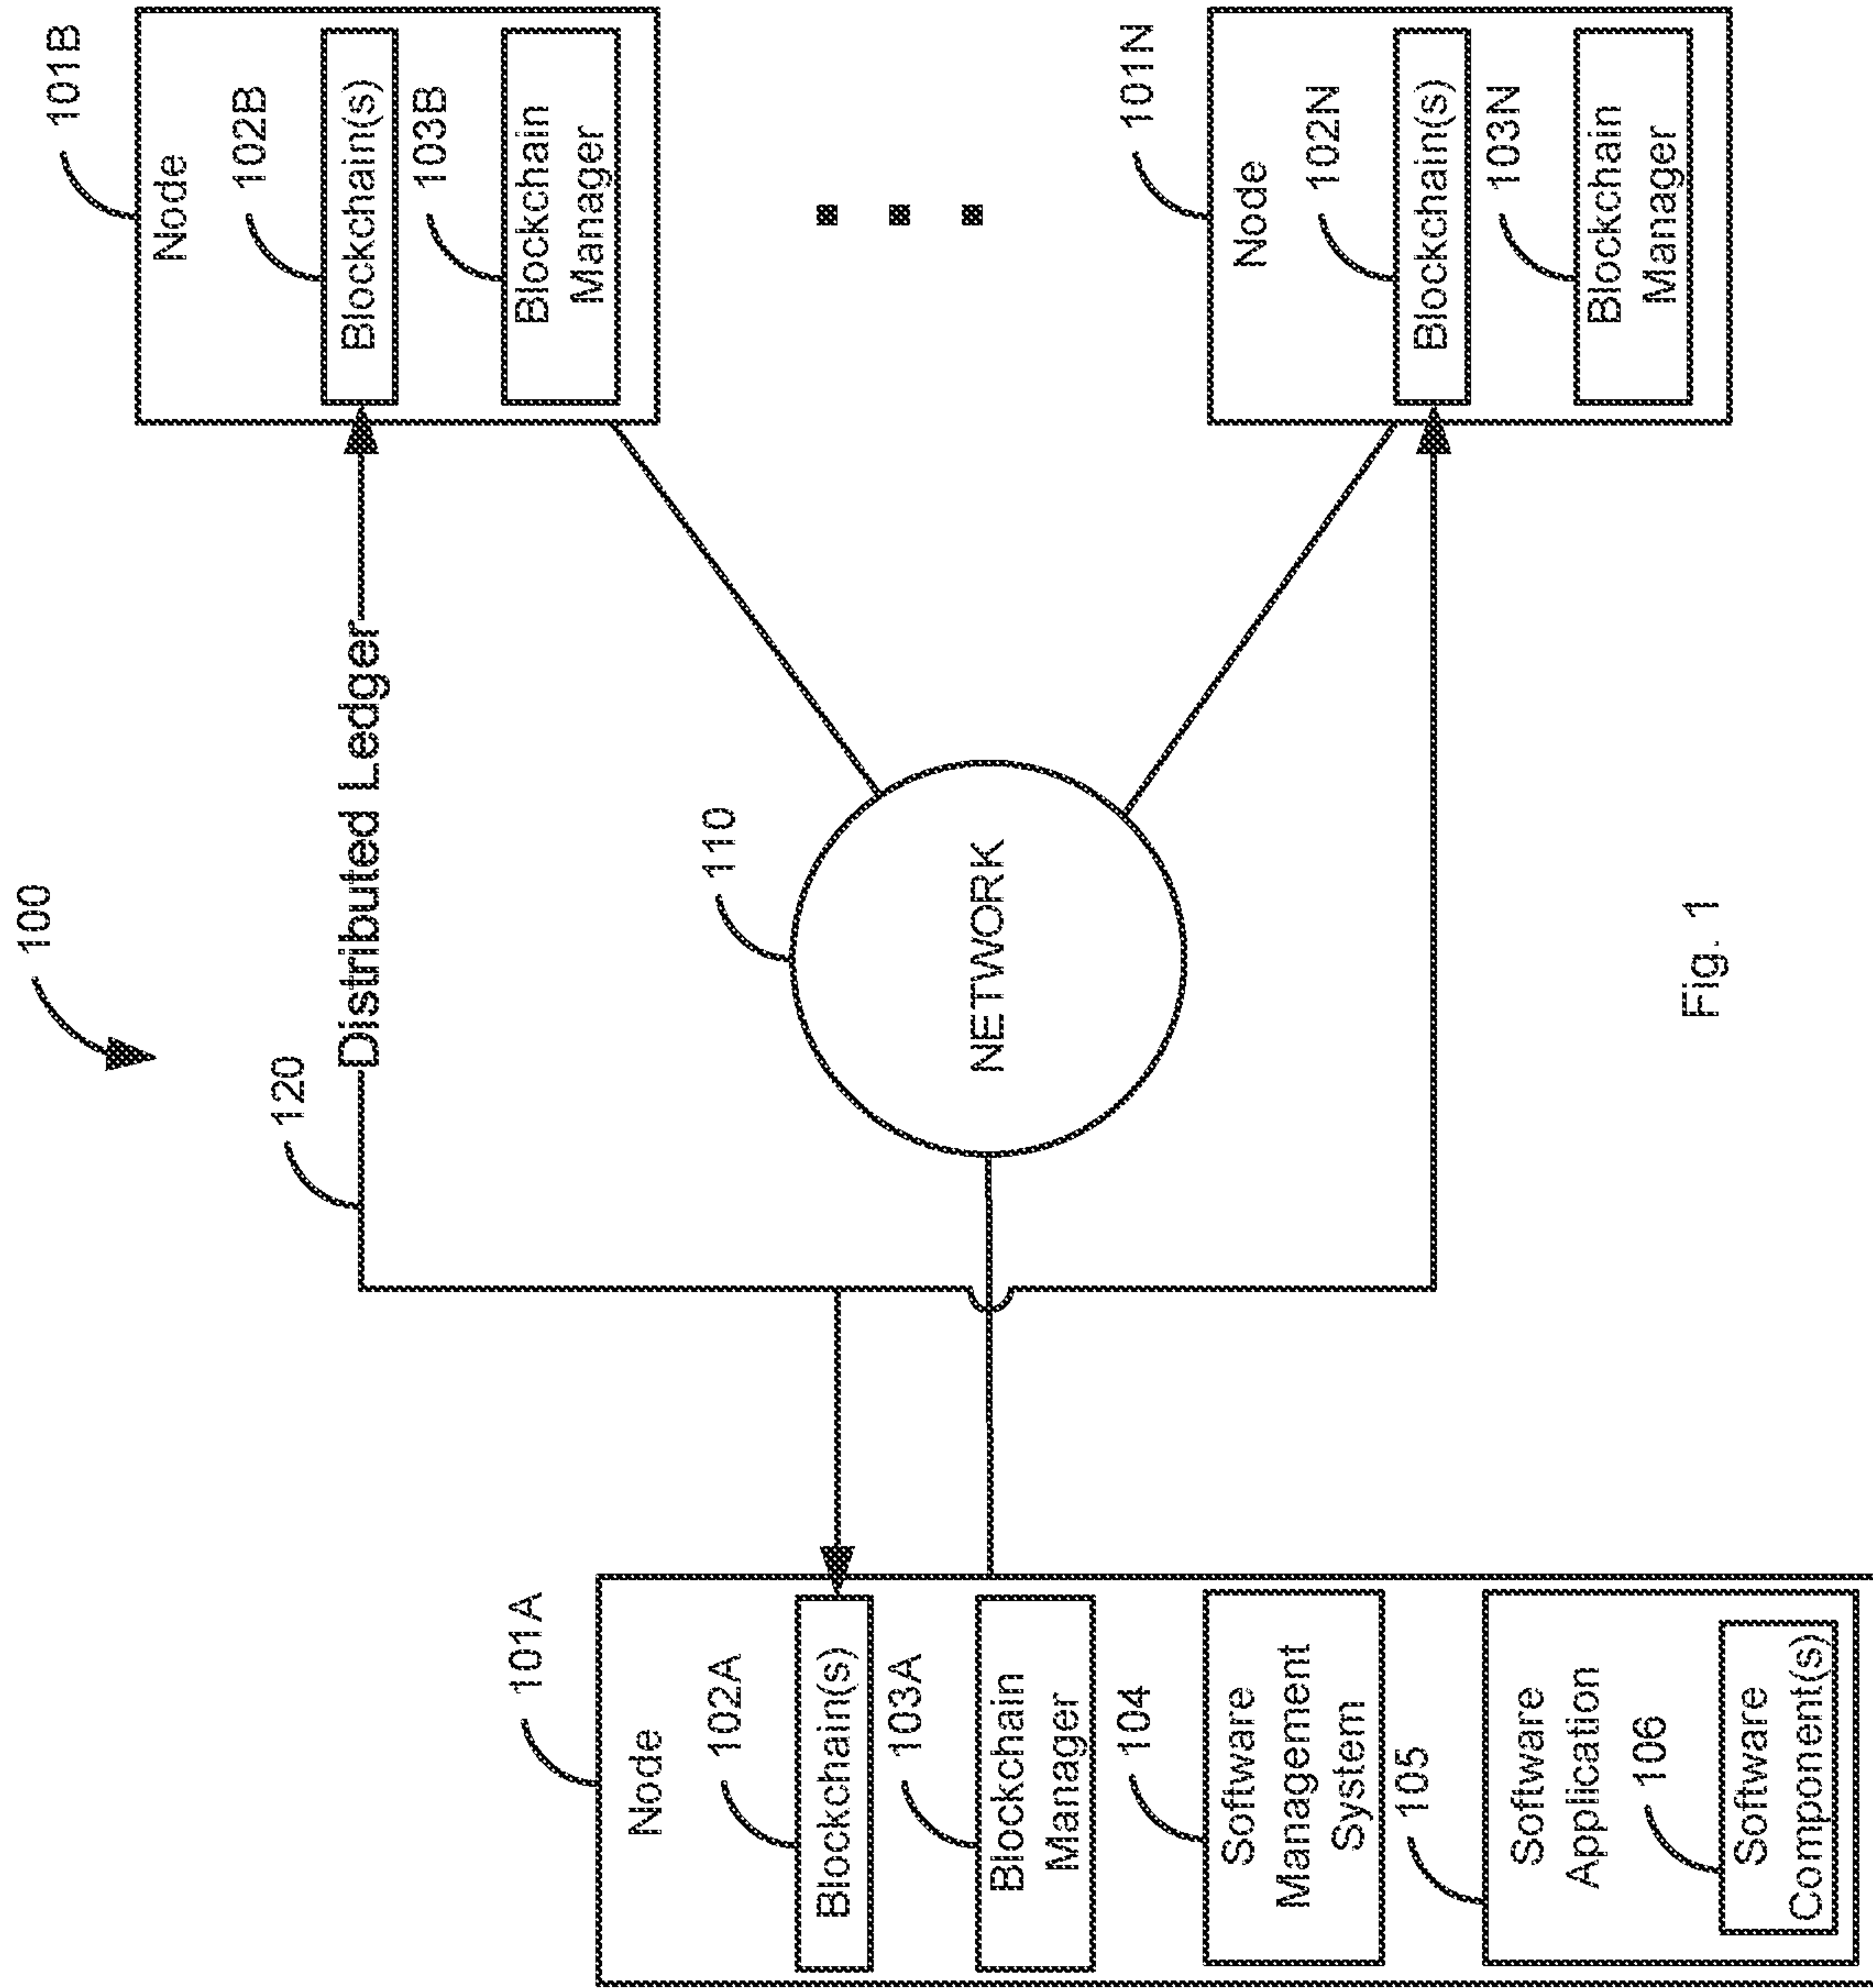 100
101A
Node
102A
Blockchain(s)
103A
Blockchain
Manager
104
Software
Management
System
105
Software
Application
106
Software
Component(s)
120
Distributed Ledger
110
NETWORK
101B
Node
102B
Blockchain(s)
103B
Blockchain
Manager
101N
Node
102N
Blockchain(s)
103N
Blockchain
Manager
Fig. 1